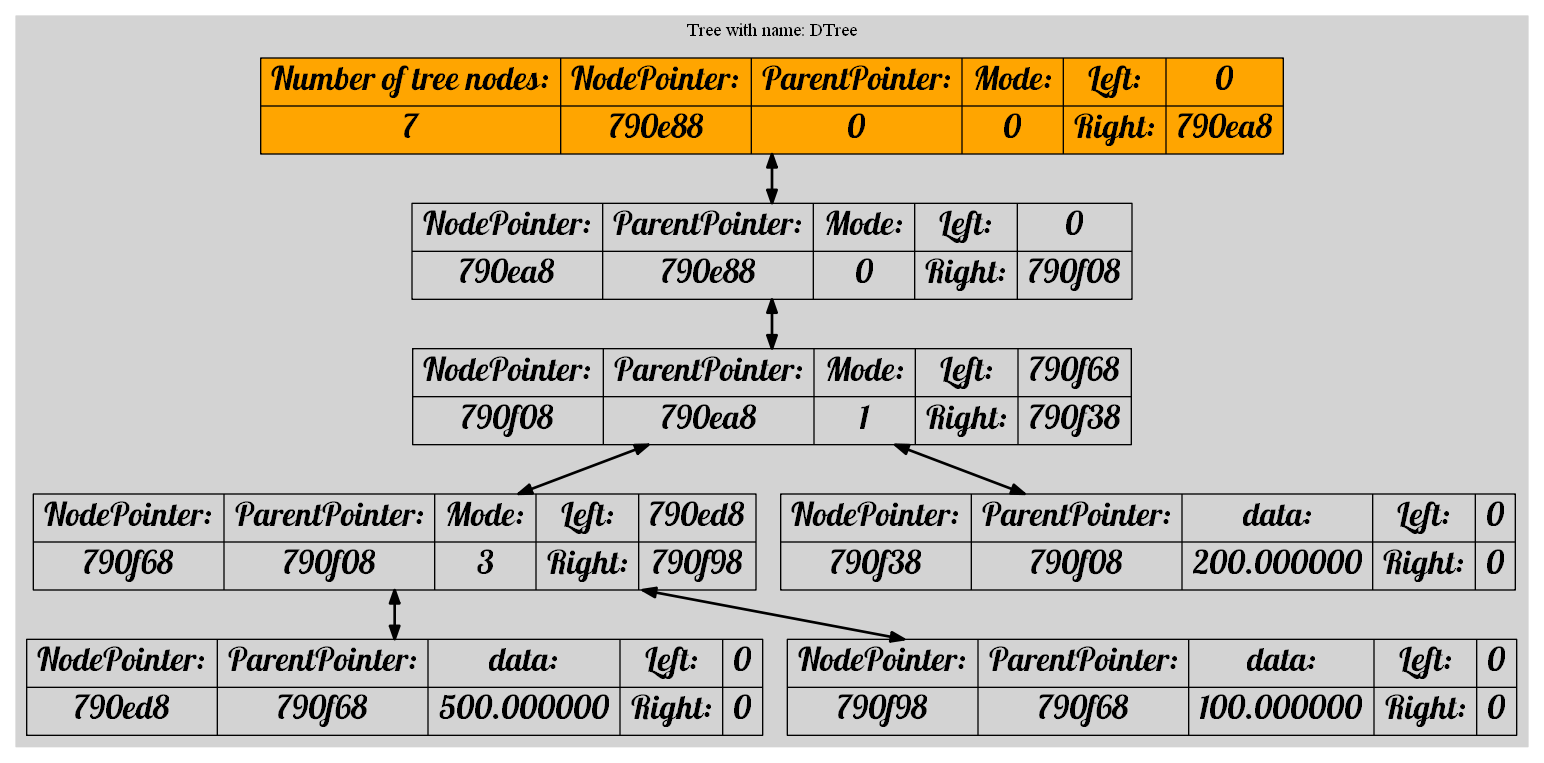 Tree with name: DTree
Number of tree nodes: NodePointer: ParentPointer: Mode: Left: 0
7 790e88 0 0 Right: 790ea8
NodePointer: ParentPointer: Mode: Left: 0
790ea8 790e88 0 Right: 790f08
NodePointer: ParentPointer: Mode: Left: 790f68
790f08 790ea8 1 Right: 790f38
NodePointer: ParentPointer: Mode: Left: 790ed8 NodePointer: ParentPointer: data: Left: 0
790f68 790f08 3 Right: 790f98 790f38 790f08 200.000000 Right: 0
NodePointer: ParentPointer: data: Left: 0 NodePointer: ParentPointer: data: Left: 0
790ed8 790f68 500.000000 Right: 0 790f98 790f68 100.000000 Right: 0